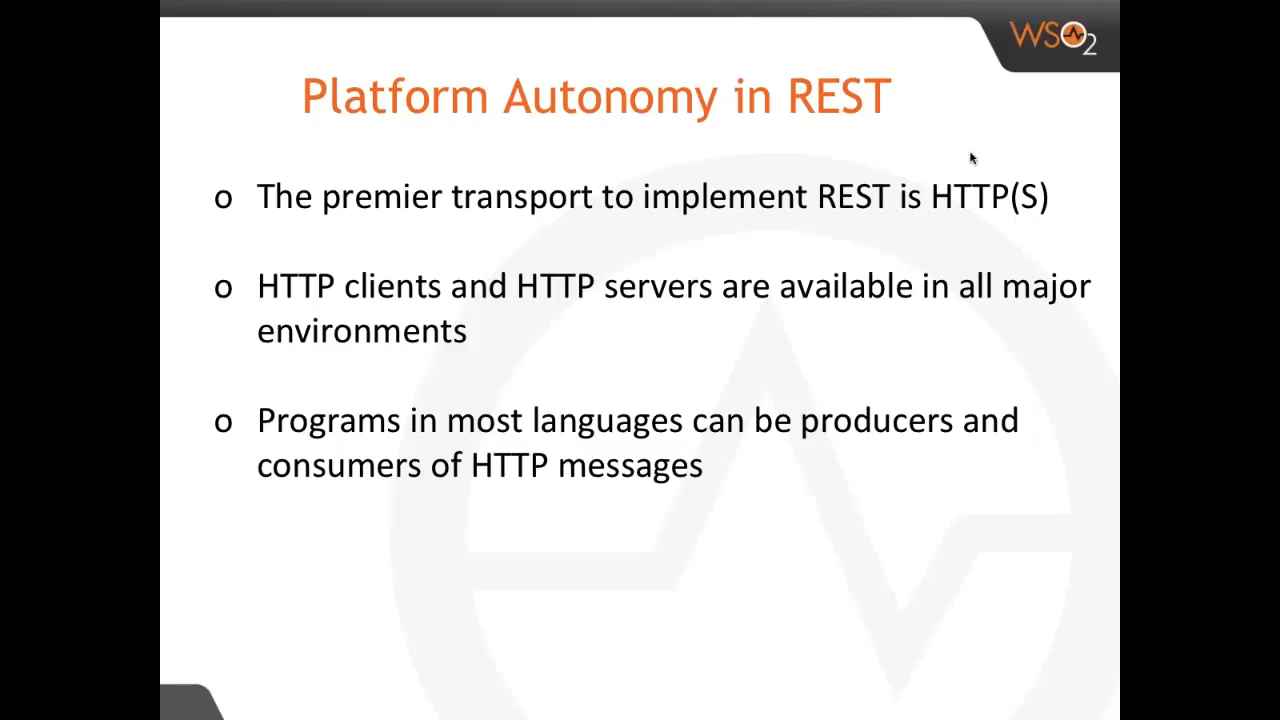 WSO2
Platform Autonomy in REST
o The premier transport to implement REST is HTTP(S)
o HTTP clients and HTTP servers are available in all major
environments
o Programs in most languages can be producers and
consumers of HTTP messages